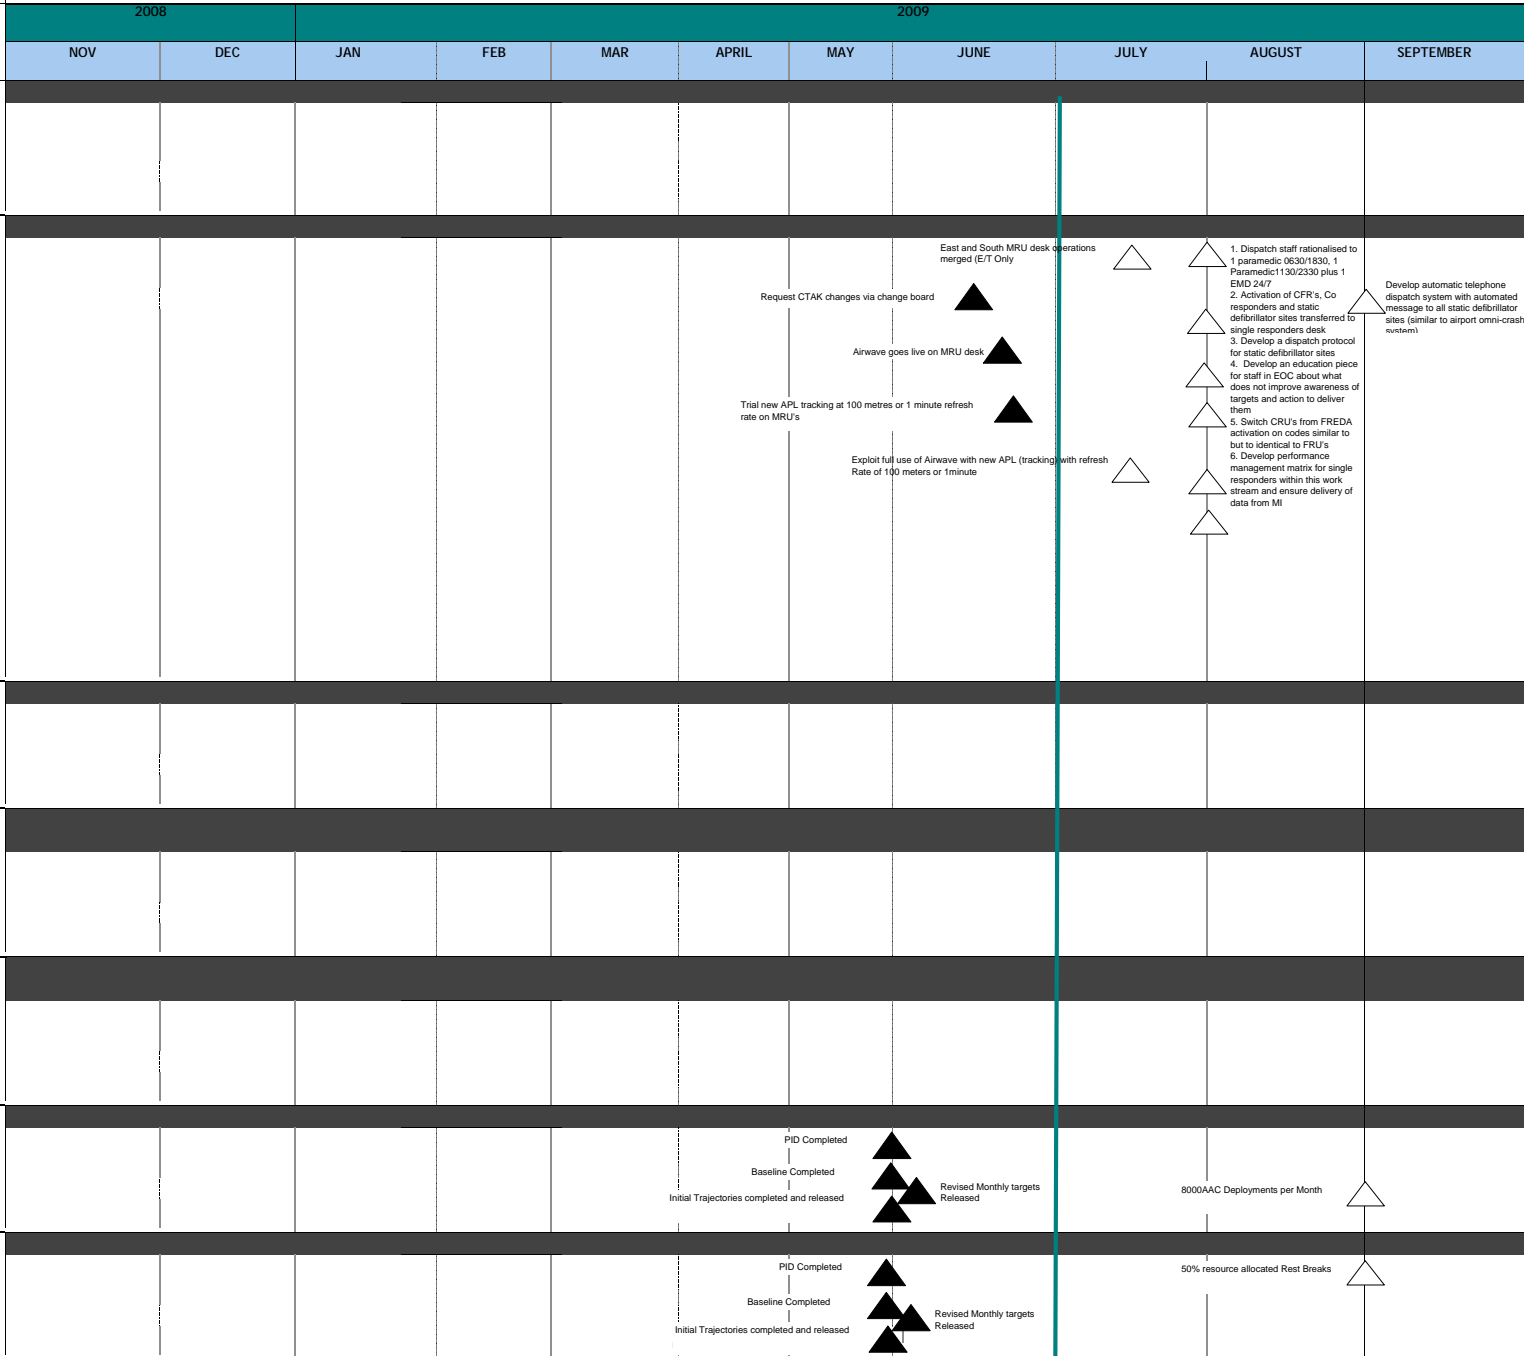 2008
2009
NOV
DEC
JAN
FEB
MAR
APRIL
MAY
JUNE
JULY
AUGUST
SEPTEMBER
East and South MRU desk operations
merged (E/T Only
Request CTAK changes via change board
Airwave goes live on MRU desk
Trial new APL tracking at 100 metres or 1 minute refresh
rate on MRU's
Exploit full use of Airwave with new APL (tracking) with refresh
Rate of 100 meters or 1minute
1. Dispatch staff rationalised to
1 paramedic 0630/1830, 1
Paramedic1130/2330 plus 1
EMD 24/7
2. Activation of CFR's, Co
responders and static
defibrillator sites transferred to
single responders desk
3. Develop a dispatch protocol
for static defibrillator sites
4. Develop an education piece
for staff in EOC about what
does not improve awareness of
targets and action to deliver
them
5. Switch CRU's from FREDA
activation on codes similar to
but to identical to FRU's
6. Develop performance
management matrix for single
responders within this work
stream and ensure delivery of
data from MI
Develop automatic telephone
dispatch system with automated
message to all static defibrillator
sites (similar to airport omni-crash
system)
PID Completed
Baseline Completed
Initial Trajectories completed and released
Revised Monthly targets
Released
8000AAC Deployments per Month
PID Completed
Baseline Completed
Initial Trajectories completed and released
Revised Monthly targets
Released
50% resource allocated Rest Breaks